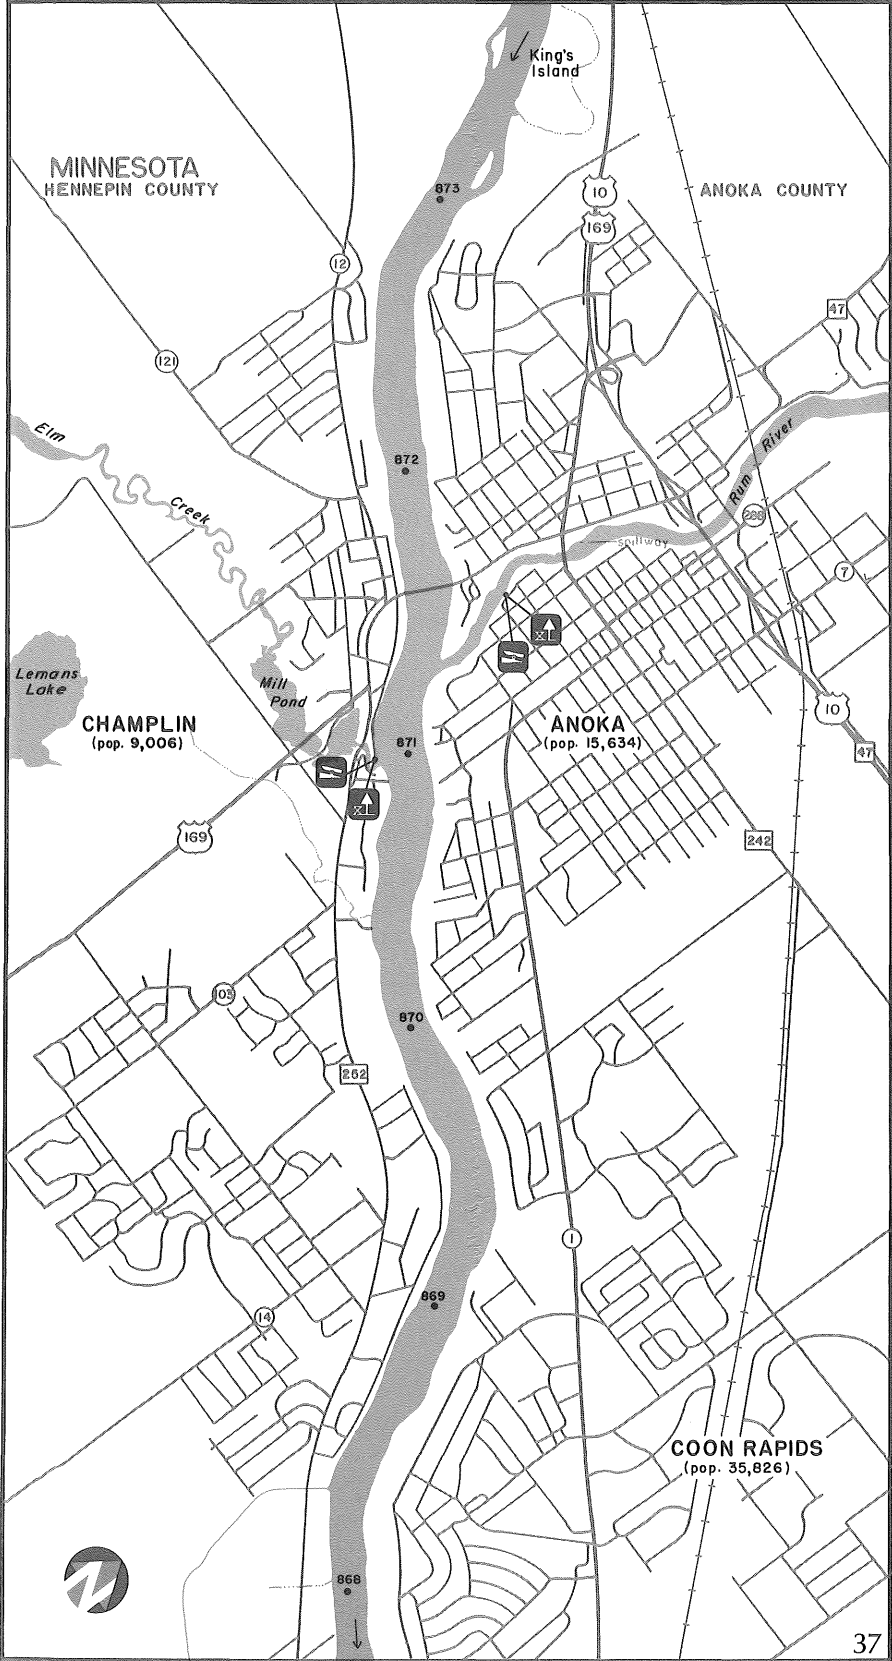 King's
Island
MINNESOTA
HENNEPIN COUNTY
873
10
169
ANOKA COUNTY
12
47
121
Elm
Creek
872
Rum River
288
Spillway
7
Lemans
Lake
Mill
Pond
CHAMPLIN
(pop. 9,006)
871
ANOKA
(pop. 15,634)
10
47
169
242
103
870
252
1
869
14
COON RAPIDS
(pop. 35,826)
868
N
37